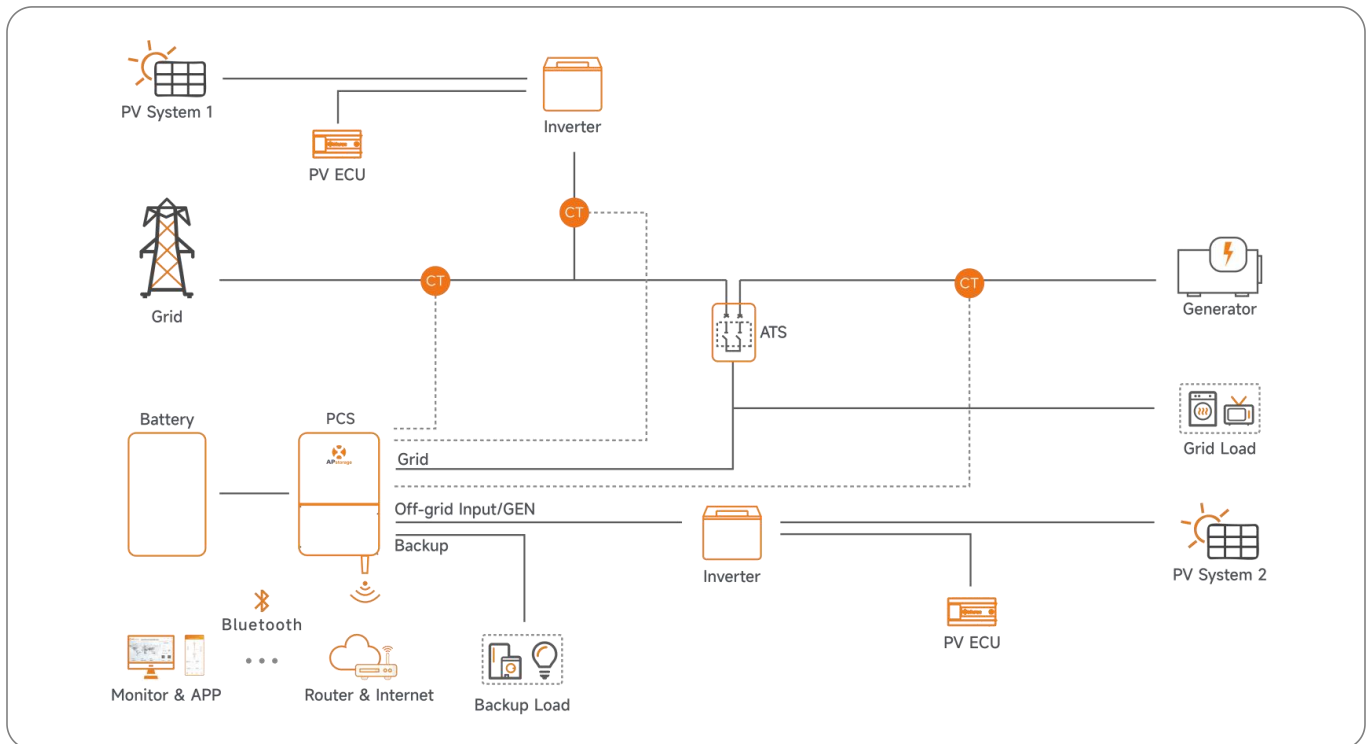 PV System 1
Inverter
PV ECU
CT
Grid
CT
CT
Generator
ATS
Battery
PCS
APstorage
Grid
Grid Load
Off-grid Input/GEN
Backup
Inverter
PV System 2
Bluetooth
PV ECU
Monitor & APP
Router & Internet
Backup Load